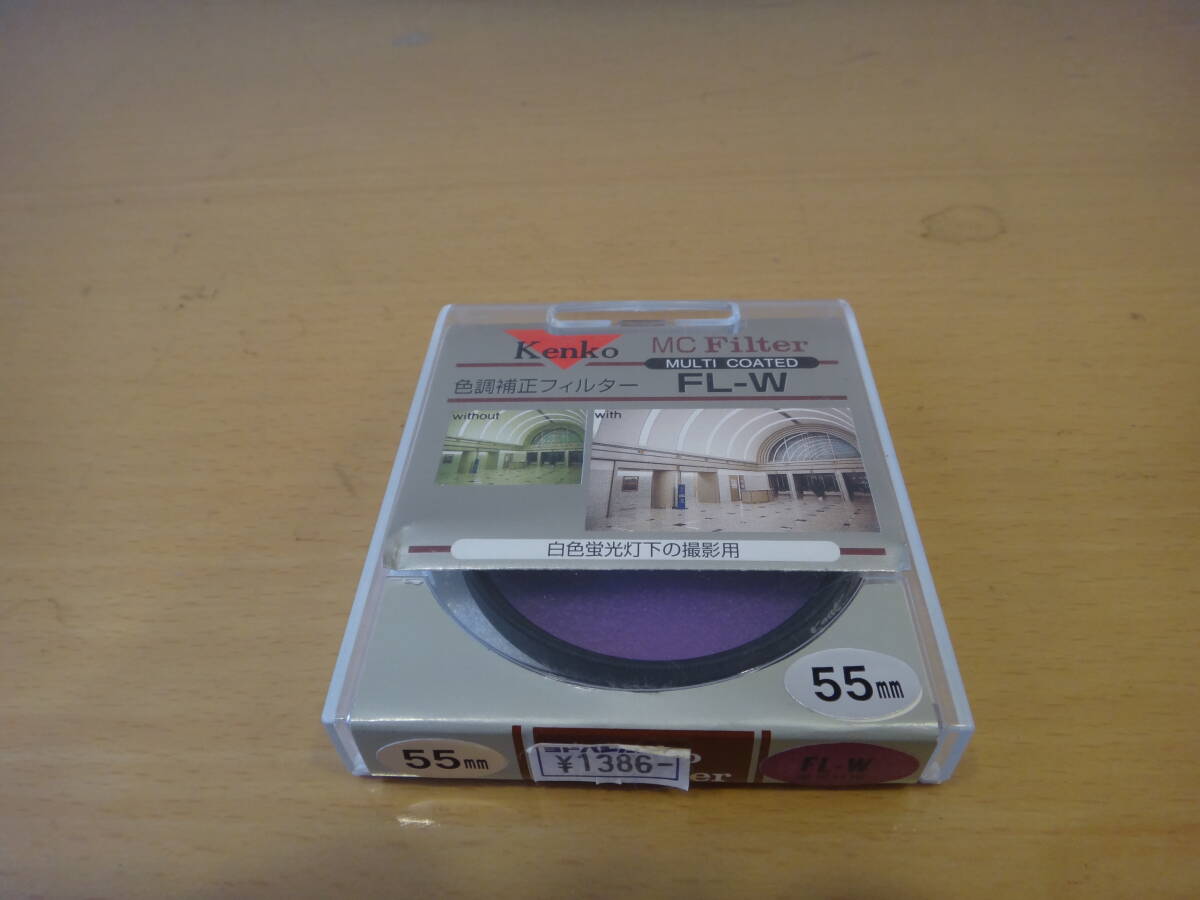 Kenko
MC Filter
MULTI COATED
色調補正フィルター
FL-W
without
with
白色蛍光灯下の撮影用
55mm
55mm
¥1386-
FL-W